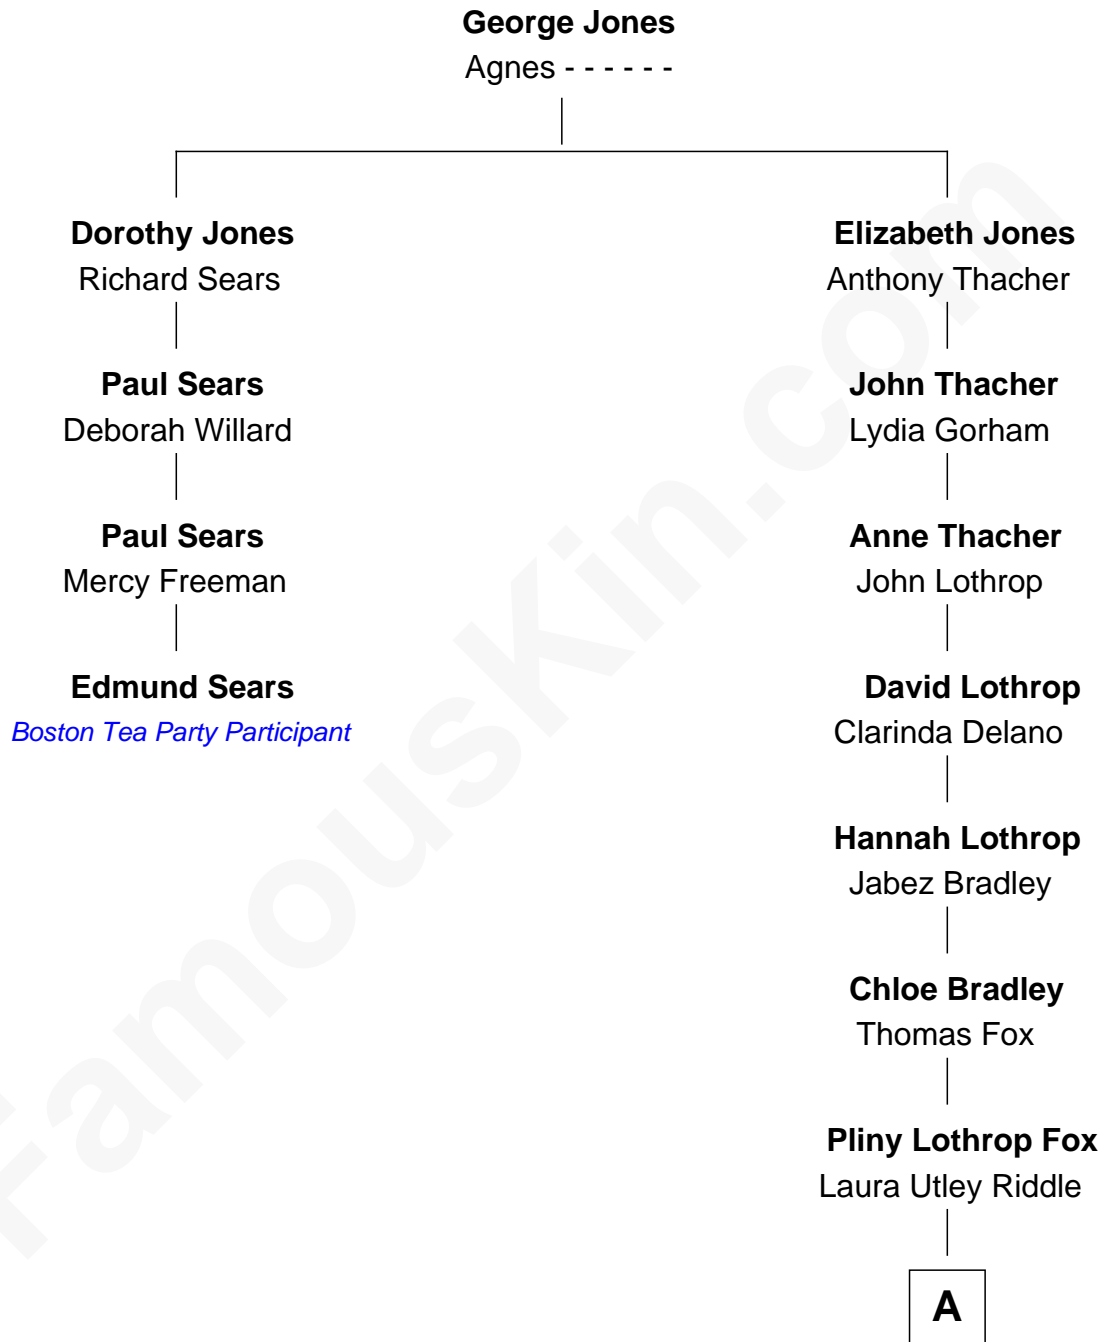 George Jones
Agnes - - - - - -
Dorothy Jones
Richard Sears
Elizabeth Jones
Anthony Thacher
Paul Sears
Deborah Willard
John Thacher
Lydia Gorham
Paul Sears
Mercy Freeman
Anne Thacher
John Lothrop
Edmund Sears
Boston Tea Party Participant
David Lothrop
Clarinda Delano
Hannah Lothrop
Jabez Bradley
Chloe Bradley
Thomas Fox
Pliny Lothrop Fox
Laura Utley Riddle
A
FamousKin.com